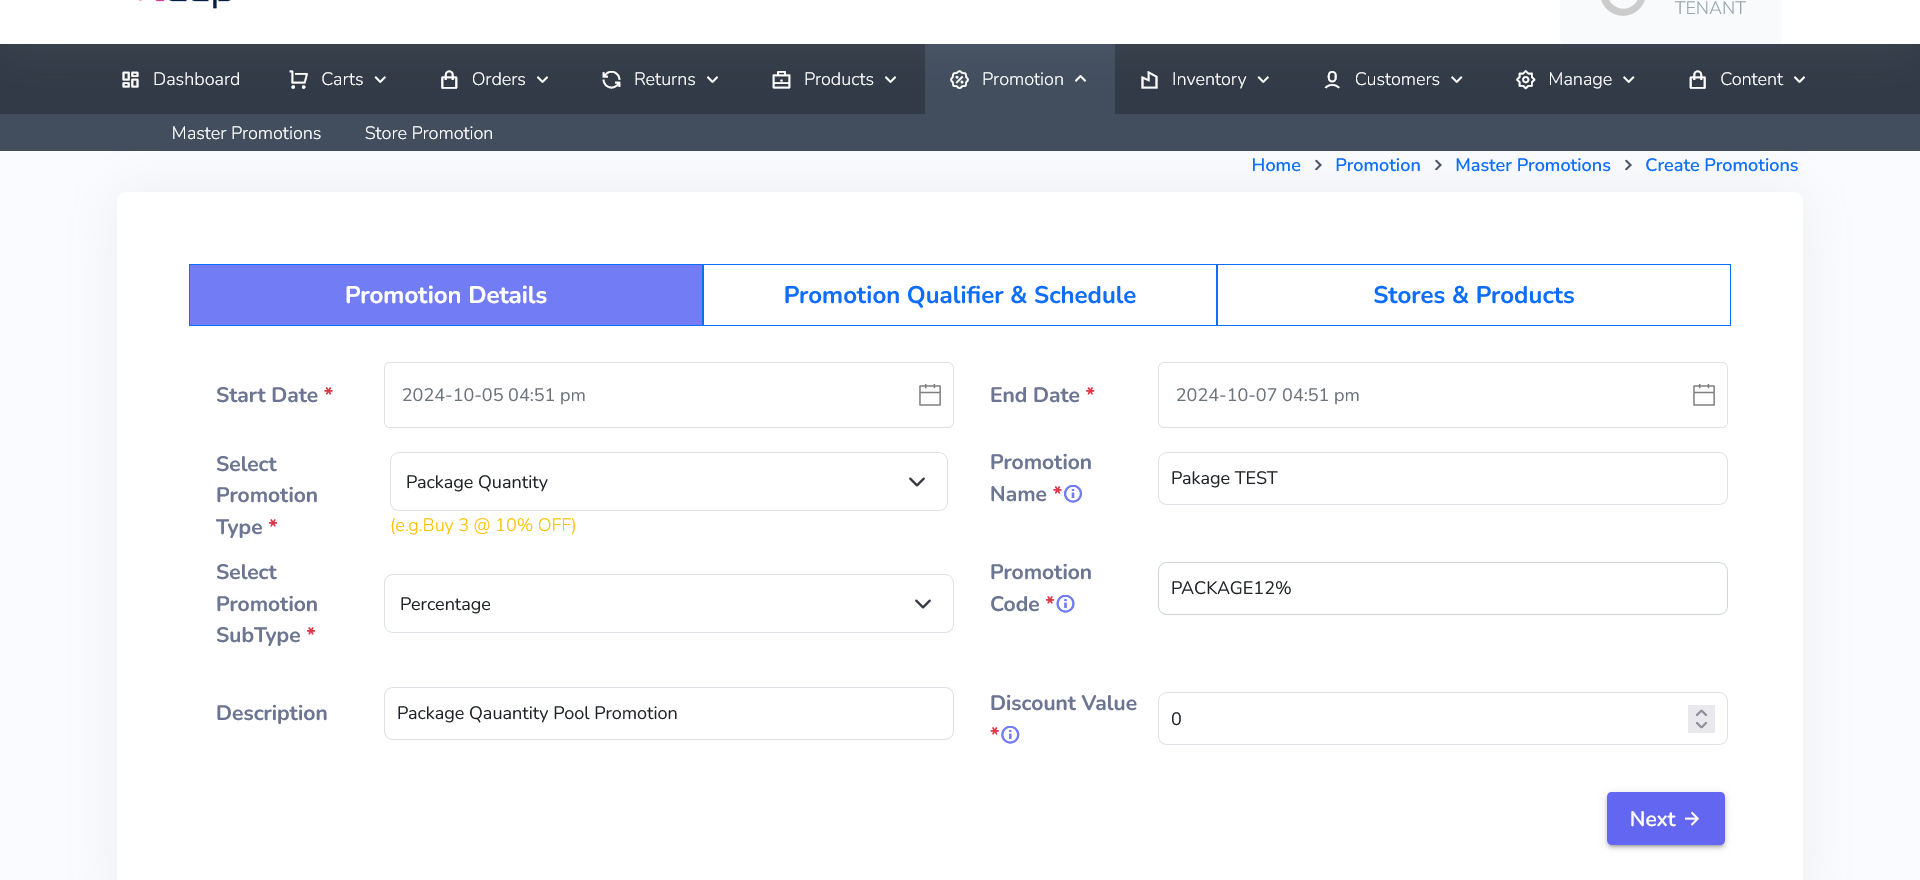 TENANT
Dashboard Carts Orders Returns Products Promotion Inventory Customers Manage Content
Master Promotions Store Promotion
Home > Promotion > Master Promotions > Create Promotions
Promotion Details Promotion Qualifier & Schedule Stores & Products
Start Date * 2024-10-05 04:51 pm End Date * 2024-10-07 04:51 pm
Select
Promotion
Type *
Package Quantity
(e.g.Buy 3 @ 10% OFF)
Promotion
Name *
Pakage TEST
Select
Promotion
SubType *
Percentage
Promotion
Code *
PACKAGE12%
Description Package Qauantity Pool Promotion
Discount Value
*
0
Next →